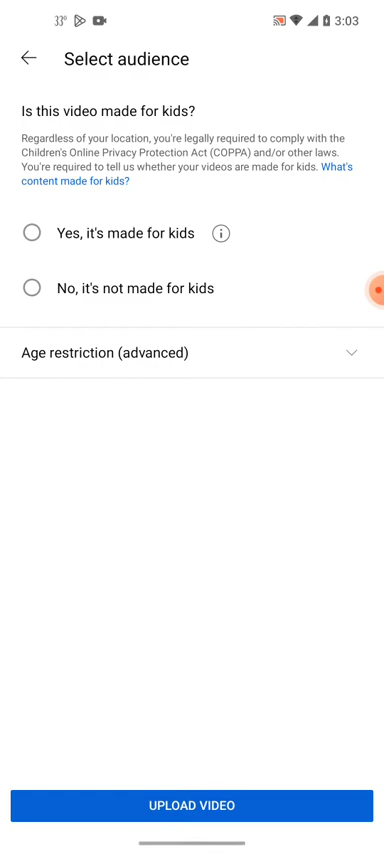 33° 3:03
Select audience
Is this video made for kids?
Regardless of your location, you're legally required to comply with the
Children's Online Privacy Protection Act (COPPA) and/or other laws.
You're required to tell us whether your videos are made for kids. What's
content made for kids?
Yes, it's made for kids
No, it's not made for kids
Age restriction (advanced)
UPLOAD VIDEO